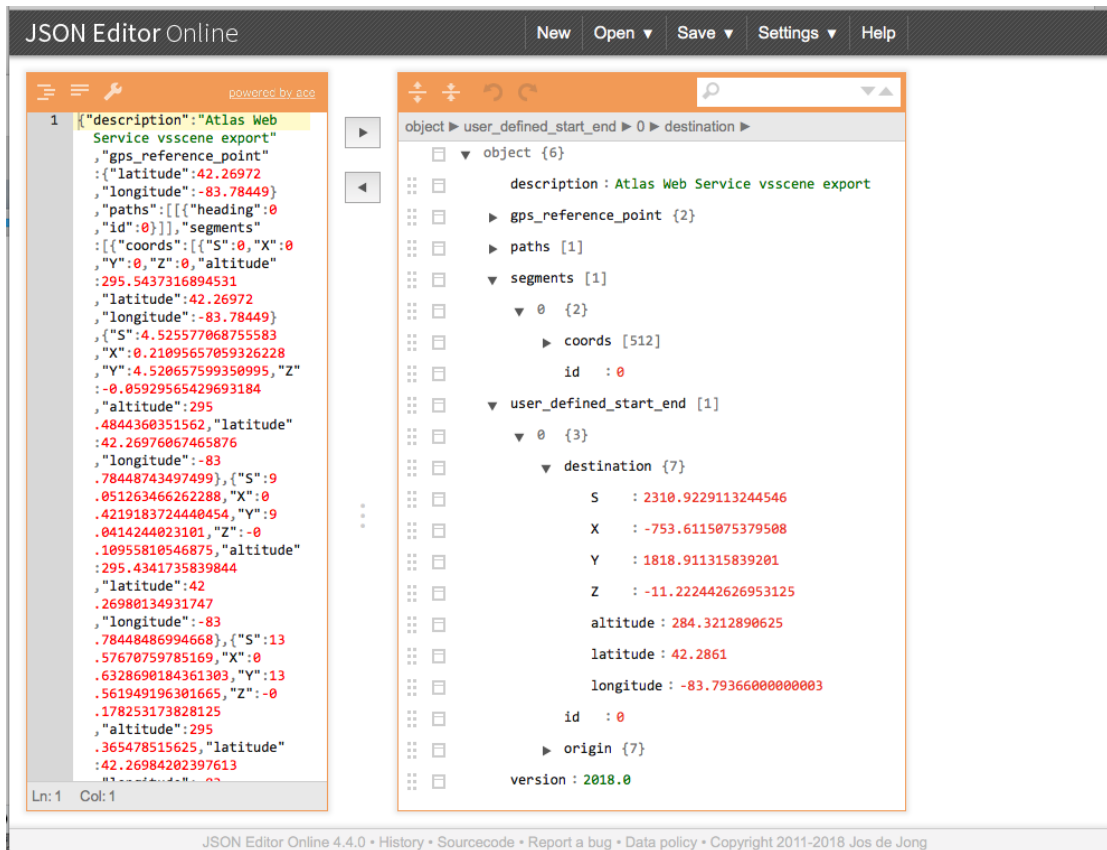 JSON Editor Online
New Open ▼ Save ▼ Settings ▼ Help
powered by ace
1 {"description":"Atlas Web
Service vsscene export"
,"gps_reference_point"
:{"latitude":42.26972
,"longitude":-83.78449}
,"paths":[[{"heading":0
,"id":0}]],"segments"
:[{"coords":[{"S":0,"X":0
,"Y":0,"Z":0,"altitude"
:295.5437316894531
,"latitude":42.26972
,"longitude":-83.78449}
,{"S":4.525577068755583
,"X":0.21095657059326228
,"Y":4.520657599350995,"Z"
:-0.05929565429693184
,"altitude":295
.4844360351562,"latitude"
:42.26976067465876
,"longitude":-83
.78448743497499},{"S":9
.051263466262288,"X":0
.4219183724440454,"Y":9
.0414244023101,"Z":-0
.10955810546875,"altitude"
:295.4341735839844
,"latitude":42
.26980134931747
,"longitude":-83
.78448486994668},{"S":13
.57670759785169,"X":0
.6328690184361303,"Y":13
.561949196301665,"Z":-0
.178253173828125
,"altitude":295
.365478515625,"latitude"
:42.26984202397613
Ln: 1 Col: 1
object ► user_defined_start_end ► 0 ► destination ►
▼ object {6}
description : Atlas Web Service vsscene export
► gps_reference_point {2}
► paths [1]
▼ segments [1]
▼ 0 {2}
► coords [512]
id : 0
▼ user_defined_start_end [1]
▼ 0 {3}
▼ destination {7}
S : 2310.9229113244546
X : -753.6115075379508
Y : 1818.911315839201
Z : -11.222442626953125
altitude : 284.3212890625
latitude : 42.2861
longitude : -83.79366000000003
id : 0
► origin {7}
version : 2018.0
JSON Editor Online 4.4.0 • History • Sourcecode • Report a bug • Data policy • Copyright 2011-2018 Jos de Jong